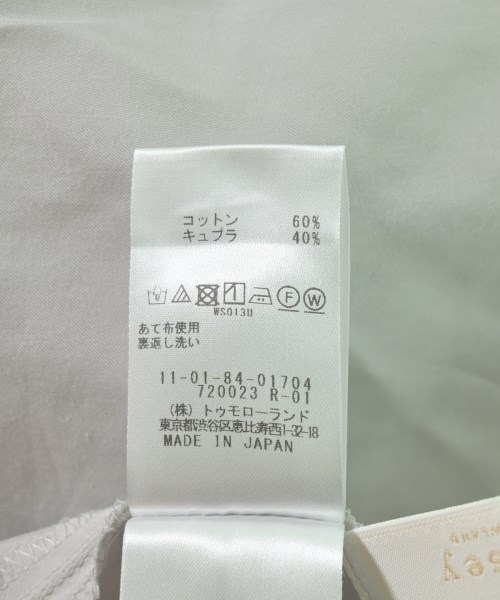 コットン 60%
キュプラ 40%
F W
WS013U
あて布使用
裏返し洗い
11-01-84-01704
720023 R-01
(株) トゥモローランド
東京都渋谷区恵比寿西1-32-18
MADE IN JAPAN
sey